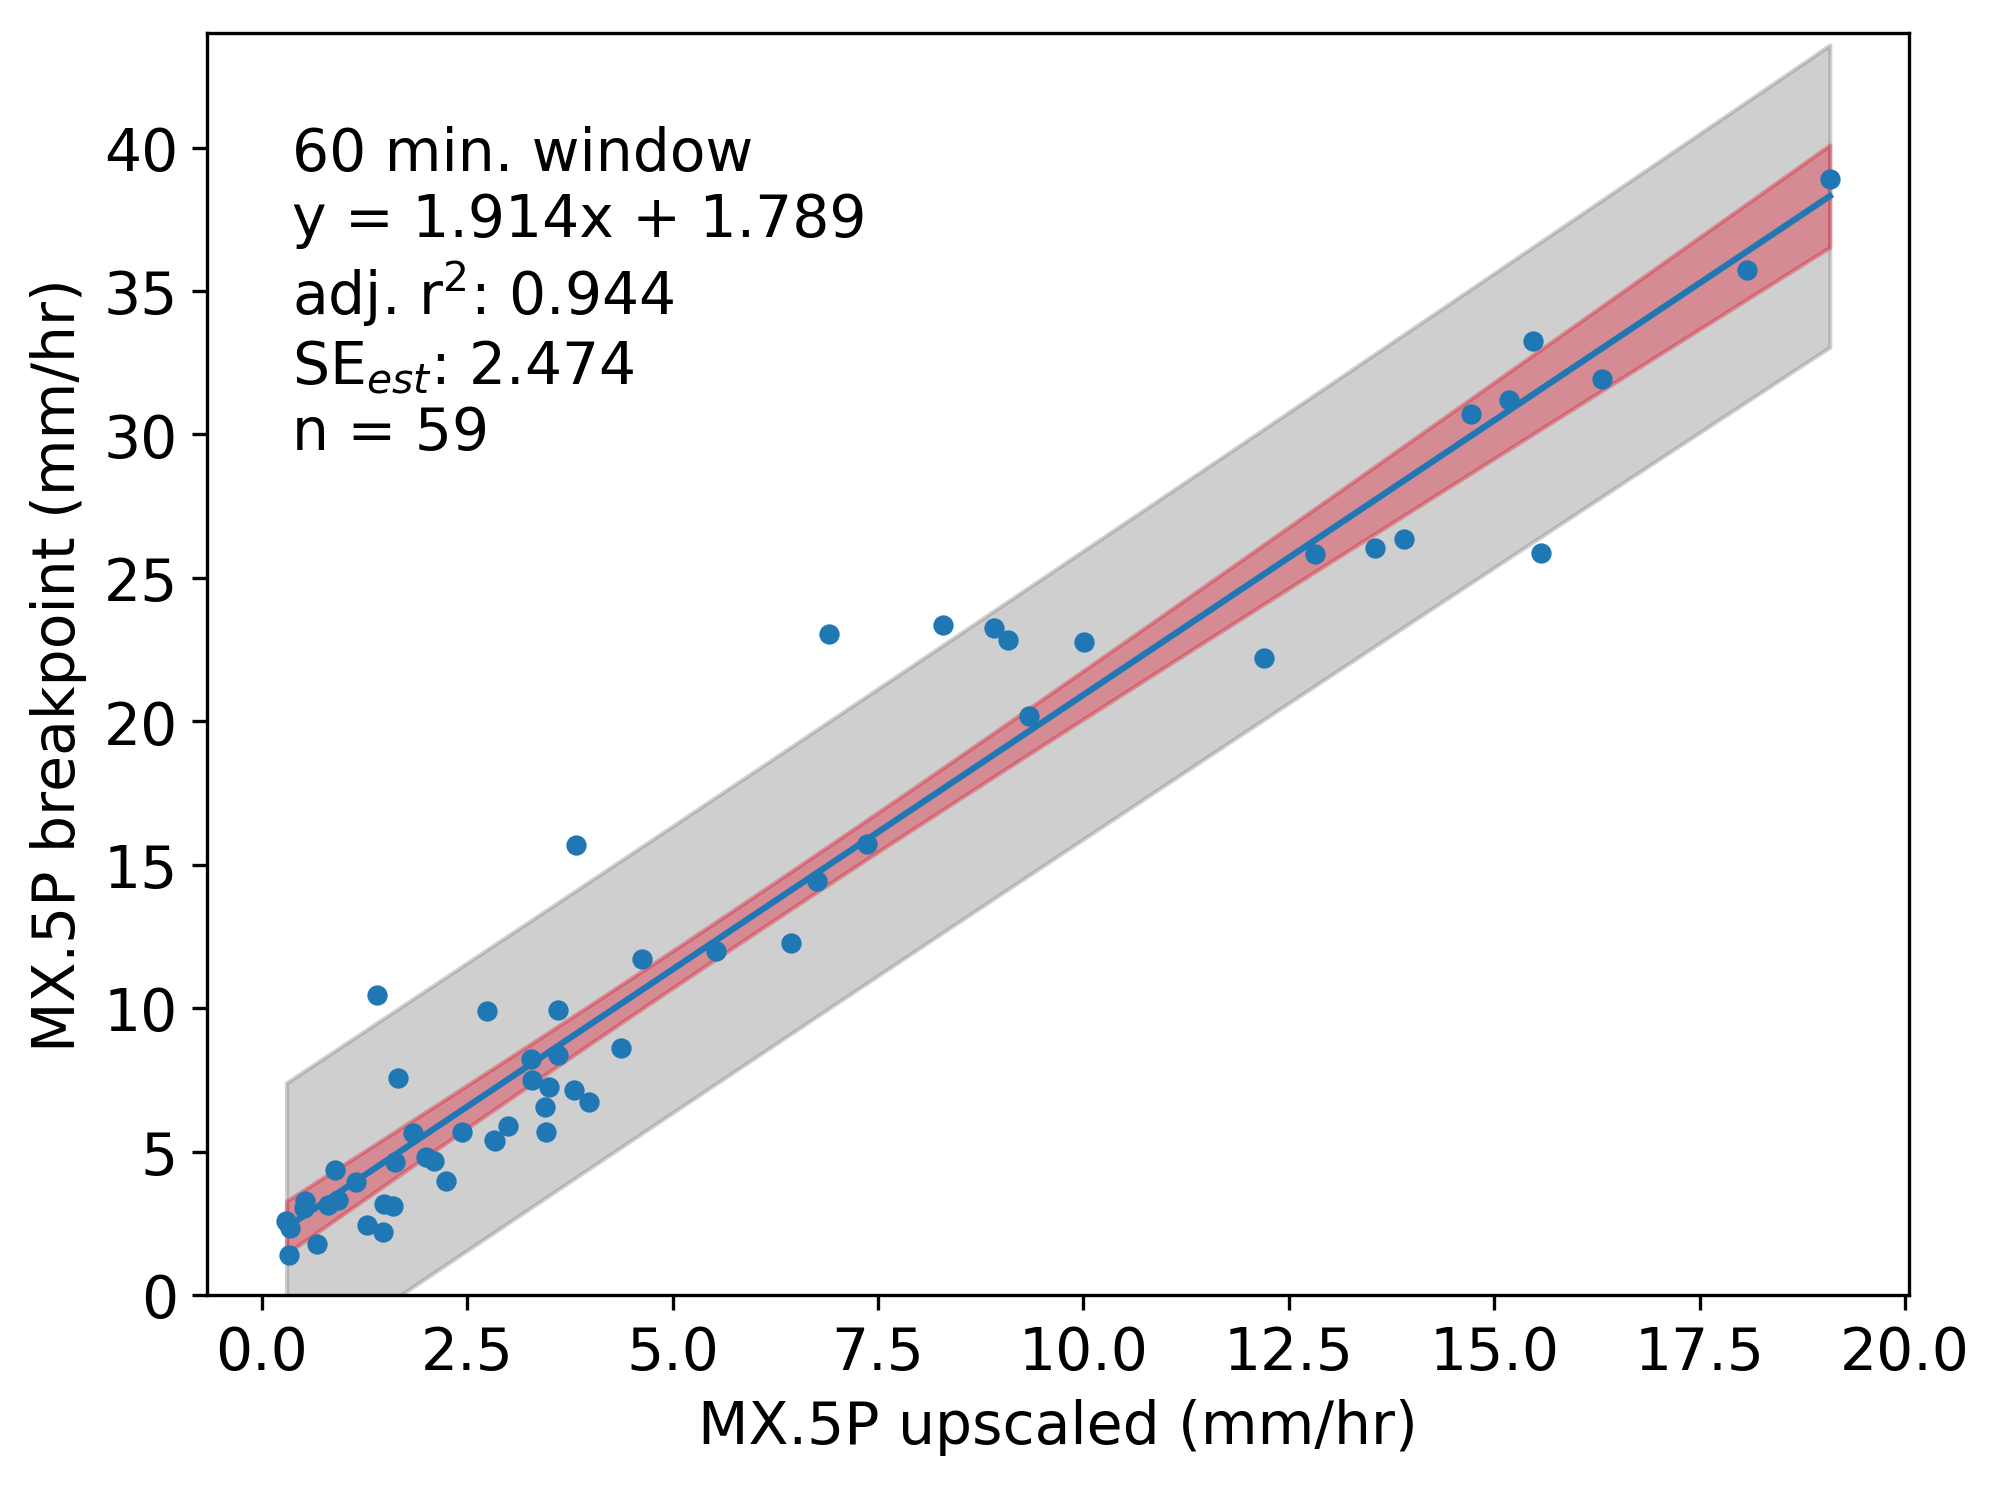 60 min. window
y = 1.914x + 1.789
adj. r²: 0.944
SEest: 2.474
n = 59
MX.5P breakpoint (mm/hr)
40
35
30
25
20
15
10
5
0
0.0 2.5 5.0 7.5 10.0 12.5 15.0 17.5 20.0
MX.5P upscaled (mm/hr)